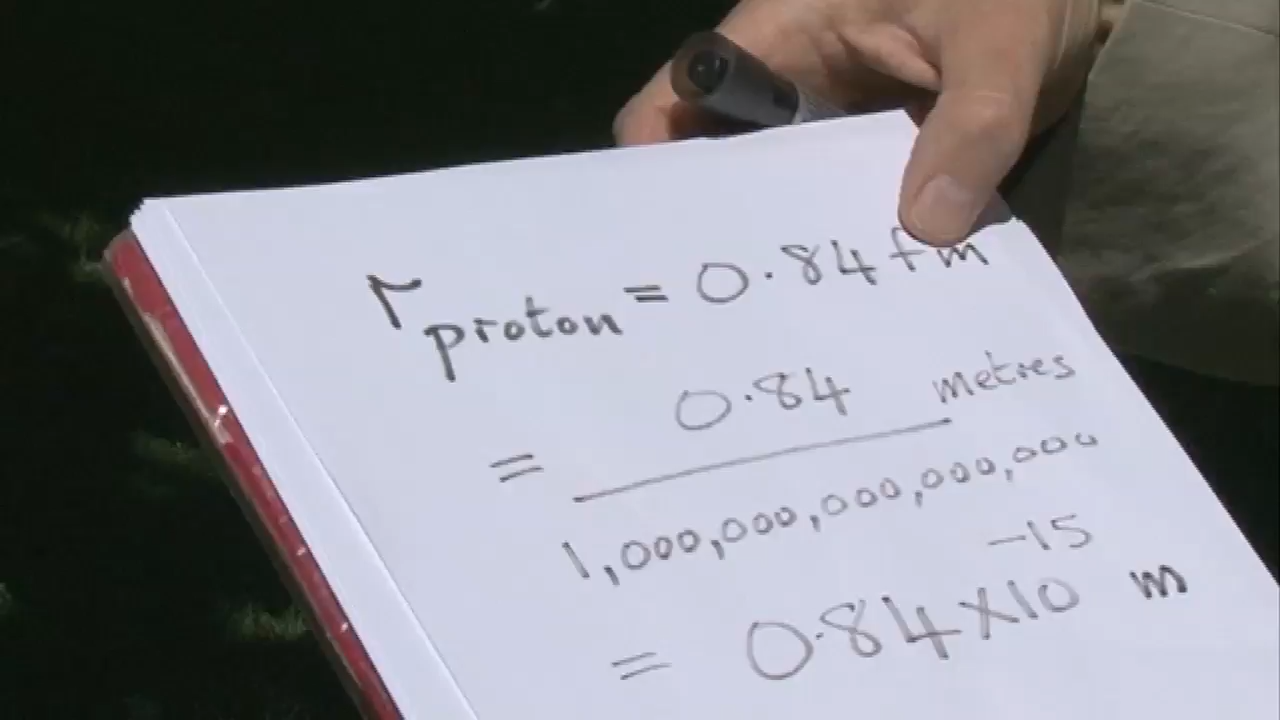 r proton = 0.84 fm
= 0.84 metres
1,000,000,000,000,000
= 0.84 x 10 -15 m